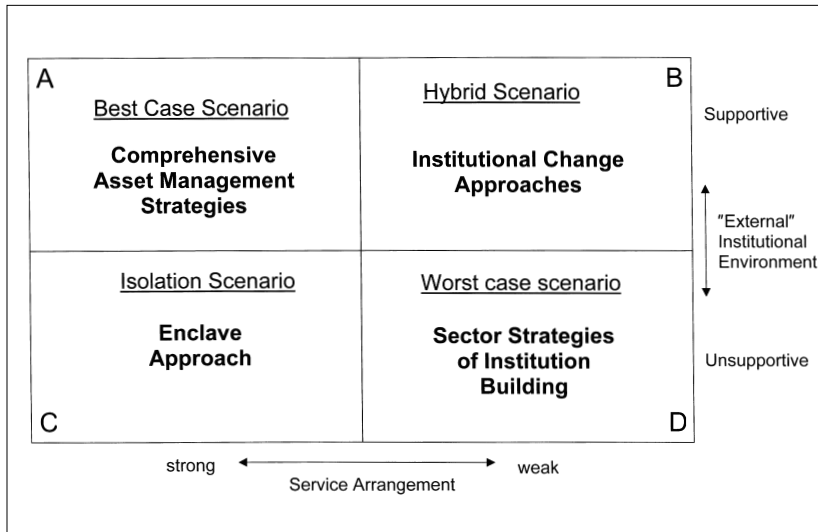 A
B
Best Case Scenario
Comprehensive
Asset Management
Strategies
Hybrid Scenario
Institutional Change
Approaches
Supportive
"External"
Institutional
Environment
Isolation Scenario
Enclave
Approach
Worst case scenario
Sector Strategies
of Institution
Building
Unsupportive
C
D
strong
weak
Service Arrangement